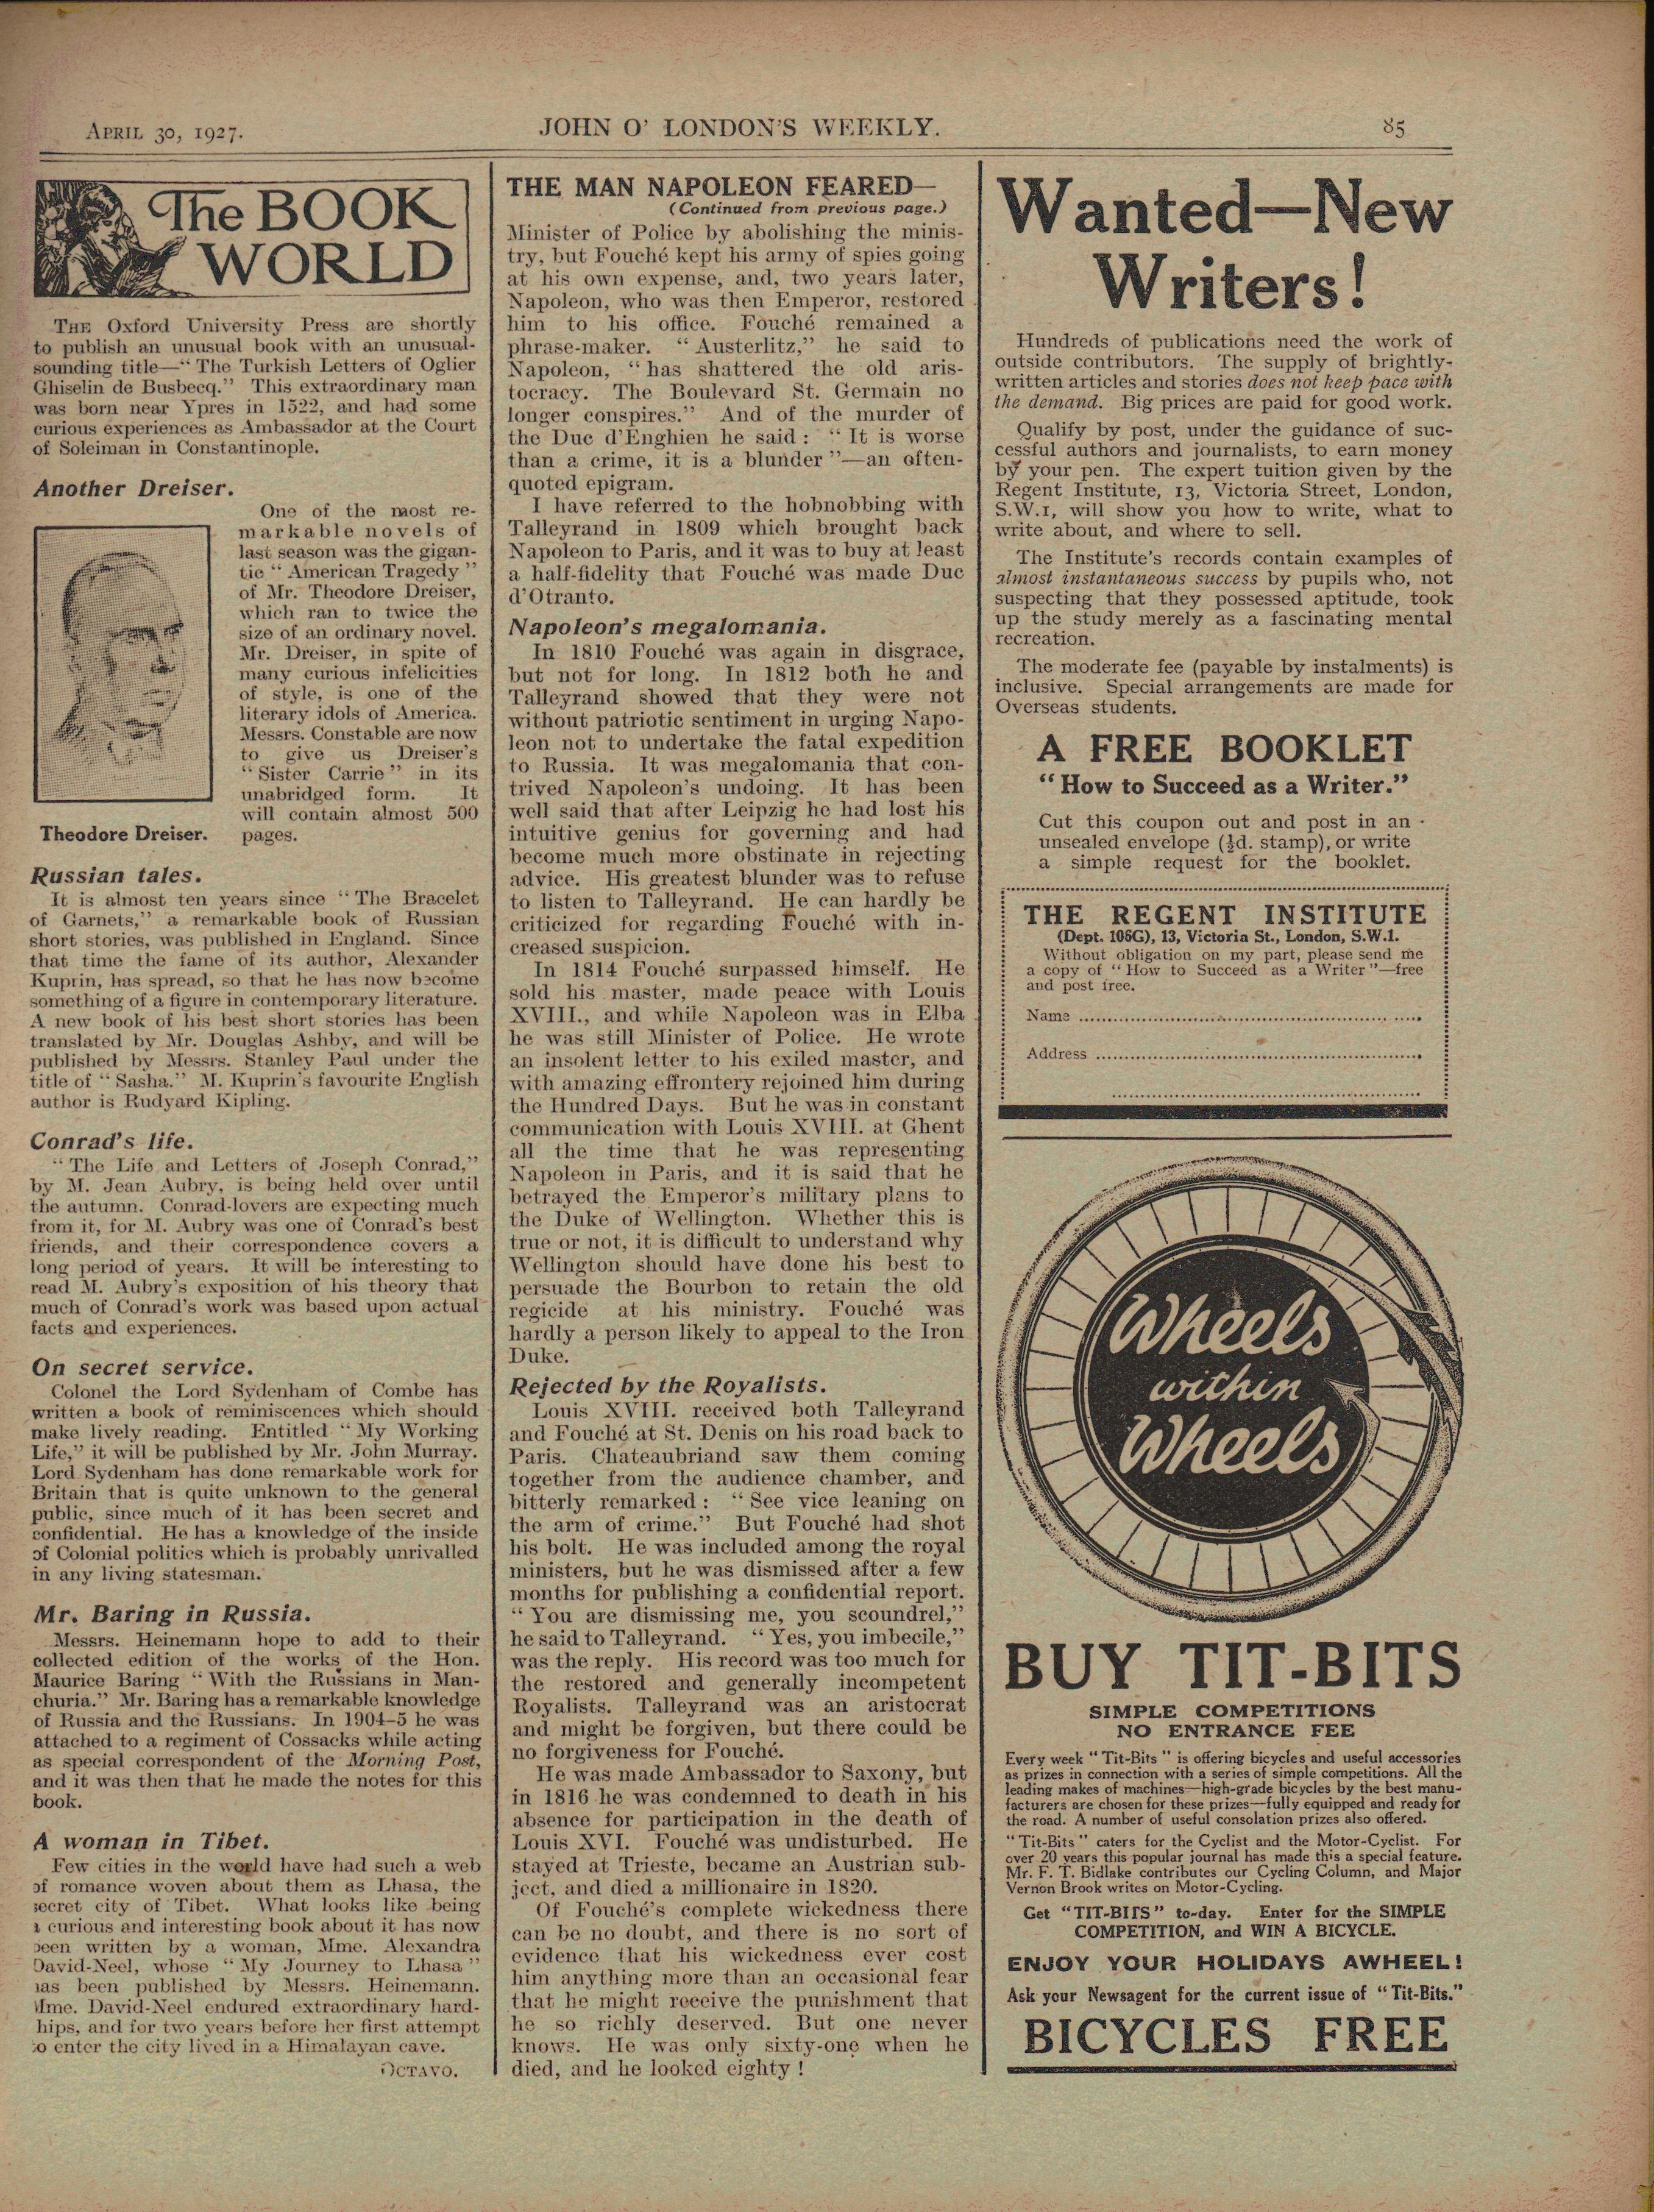 APRIL 30, 1927.
JOHN O' LONDON'S WEEKLY.
85
The BOOK
WORLD
THE Oxford University Press are shortly
to publish an unusual book with an unusual-
sounding title—“ The Turkish Letters of Oglier
Ghiselin de Busbecq.” This extraordinary man
was born near Ypres in 1522, and had some
curious experiences as Ambassador at the Court
of Soleiman in Constantinople.
Another Dreiser.
One of the most re-
markable novels of
last season was the gigan-
tic “ American Tragedy ”
of Mr. Theodore Dreiser,
which ran to twice the
size of an ordinary novel.
Mr. Dreiser, in spite of
many curious infelicities
of style, is one of the
literary idols of America.
Messrs. Constable are now
to give us Dreiser's
“ Sister Carrie ” in its
unabridged form. It
will contain almost 500
pages.
Theodore Dreiser.
Russian tales.
It is almost ten years since “ The Bracelet
of Garnets,” a remarkable book of Russian
short stories, was published in England. Since
that time the fame of its author, Alexander
Kuprin, has spread, so that he has now become
something of a figure in contemporary literature.
A new book of his best short stories has been
translated by Mr. Douglas Ashby, and will be
published by Messrs. Stanley Paul under the
title of “ Sasha.” M. Kuprin's favourite English
author is Rudyard Kipling.
Conrad's life.
“ The Life and Letters of Joseph Conrad,”
by M. Jean Aubry, is being held over until
the autumn. Conrad-lovers are expecting much
from it, for M. Aubry was one of Conrad's best
friends, and their correspondence covers a
long period of years. It will be interesting to
read M. Aubry's exposition of his theory that
much of Conrad's work was based upon actual
facts and experiences.
On secret service.
Colonel the Lord Sydenham of Combe has
written a book of reminiscences which should
make lively reading. Entitled “ My Working
Life,” it will be published by Mr. John Murray.
Lord Sydenham has done remarkable work for
Britain that is quite unknown to the general
public, since much of it has been secret and
confidential. He has a knowledge of the inside
of Colonial politics which is probably unrivalled
in any living statesman.
Mr. Baring in Russia.
Messrs. Heinemann hope to add to their
collected edition of the works of the Hon.
Maurice Baring “ With the Russians in Man-
churia.” Mr. Baring has a remarkable knowledge
of Russia and the Russians. In 1904-5 he was
attached to a regiment of Cossacks while acting
as special correspondent of the Morning Post,
and it was then that he made the notes for this
book.
A woman in Tibet.
Few cities in the world have had such a web
of romance woven about them as Lhasa, the
secret city of Tibet. What looks like being
a curious and interesting book about it has now
been written by a woman, Mme. Alexandra
David-Neel, whose “ My Journey to Lhasa ”
has been published by Messrs. Heinemann.
Mme. David-Neel endured extraordinary hard-
hips, and for two years before her first attempt
to enter the city lived in a Himalayan cave.
OCTAVO.
THE MAN NAPOLEON FEARED—
(Continued from previous page.)
Minister of Police by abolishing the minis-
try, but Fouché kept his army of spies going
at his own expense, and, two years later,
Napoleon, who was then Emperor, restored
him to his office. Fouché remained a
phrase-maker. “ Austerlitz,” he said to
Napoleon, “ has shattered the old aris-
tocracy. The Boulevard St. Germain no
longer conspires.” And of the murder of
the Duc d'Enghien he said : “ It is worse
than a crime, it is a blunder ”—an often-
quoted epigram.
I have referred to the hobnobbing with
Talleyrand in 1809 which brought back
Napoleon to Paris, and it was to buy at least
a half-fidelity that Fouché was made Duc
d'Otranto.
Napoleon's megalomania.
In 1810 Fouché was again in disgrace,
but not for long. In 1812 both he and
Talleyrand showed that they were not
without patriotic sentiment in urging Napo-
leon not to undertake the fatal expedition
to Russia. It was megalomania that con-
trived Napoleon's undoing. It has been
well said that after Leipzig he had lost his
intuitive genius for governing and had
become much more obstinate in rejecting
advice. His greatest blunder was to refuse
to listen to Talleyrand. He can hardly be
criticized for regarding Fouché with in-
creased suspicion.
In 1814 Fouché surpassed himself. He
sold his master, made peace with Louis
XVIII., and while Napoleon was in Elba
he was still Minister of Police. He wrote
an insolent letter to his exiled master, and
with amazing effrontery rejoined him during
the Hundred Days. But he was in constant
communication with Louis XVIII. at Ghent
all the time that he was representing
Napoleon in Paris, and it is said that he
betrayed the Emperor's military plans to
the Duke of Wellington. Whether this is
true or not, it is difficult to understand why
Wellington should have done his best to
persuade the Bourbon to retain the old
regicide at his ministry. Fouché was
hardly a person likely to appeal to the Iron
Duke.
Rejected by the Royalists.
Louis XVIII. received both Talleyrand
and Fouché at St. Denis on his road back to
Paris. Chateaubriand saw them coming
together from the audience chamber, and
bitterly remarked : “ See vice leaning on
the arm of crime.” But Fouché had shot
his bolt. He was included among the royal
ministers, but he was dismissed after a few
months for publishing a confidential report.
“ You are dismissing me, you scoundrel,”
he said to Talleyrand. “ Yes, you imbecile,”
was the reply. His record was too much for
the restored and generally incompetent
Royalists. Talleyrand was an aristocrat
and might be forgiven, but there could be
no forgiveness for Fouché.
He was made Ambassador to Saxony, but
in 1816 he was condemned to death in his
absence for participation in the death of
Louis XVI. Fouché was undisturbed. He
stayed at Trieste, became an Austrian sub-
ject, and died a millionaire in 1820.
Of Fouché's complete wickedness there
can be no doubt, and there is no sort of
evidence that his wickedness ever cost
him anything more than an occasional fear
that he might receive the punishment that
he so richly deserved. But one never
knows. He was only sixty-one when he
died, and he looked eighty !
Wanted—New
Writers!
Hundreds of publications need the work of
outside contributors. The supply of brightly-
written articles and stories does not keep pace with
the demand. Big prices are paid for good work.
Qualify by post, under the guidance of suc-
cessful authors and journalists, to earn money
by your pen. The expert tuition given by the
Regent Institute, 13, Victoria Street, London,
S.W.1, will show you how to write, what to
write about, and where to sell.
The Institute's records contain examples of
almost instantaneous success by pupils who, not
suspecting that they possessed aptitude, took
up the study merely as a fascinating mental
recreation.
The moderate fee (payable by instalments) is
inclusive. Special arrangements are made for
Overseas students.
A FREE BOOKLET
“How to Succeed as a Writer.”
Cut this coupon out and post in an
unsealed envelope (½d. stamp), or write
a simple request for the booklet.
THE REGENT INSTITUTE
(Dept. 106G), 13, Victoria St., London, S.W.1.
Without obligation on my part, please send me
a copy of “ How to Succeed as a Writer ”—free
and post free.
Name
Address
Wheels
within
Wheels
BUY TIT-BITS
SIMPLE COMPETITIONS
NO ENTRANCE FEE
Every week “ Tit-Bits ” is offering bicycles and useful accessories
as prizes in connection with a series of simple competitions. All the
leading makes of machines—high-grade bicycles by the best manu-
facturers are chosen for these prizes—fully equipped and ready for
the road. A number of useful consolation prizes also offered.
“ Tit-Bits ” caters for the Cyclist and the Motor-Cyclist. For
over 20 years this popular journal has made this a special feature.
Mr. F. T. Bidlake contributes our Cycling Column, and Major
Vernon Brook writes on Motor-Cycling.
Get “TIT-BITS” to-day. Enter for the SIMPLE
COMPETITION, and WIN A BICYCLE.
ENJOY YOUR HOLIDAYS AWHEEL!
Ask your Newsagent for the current issue of “Tit-Bits.”
BICYCLES FREE